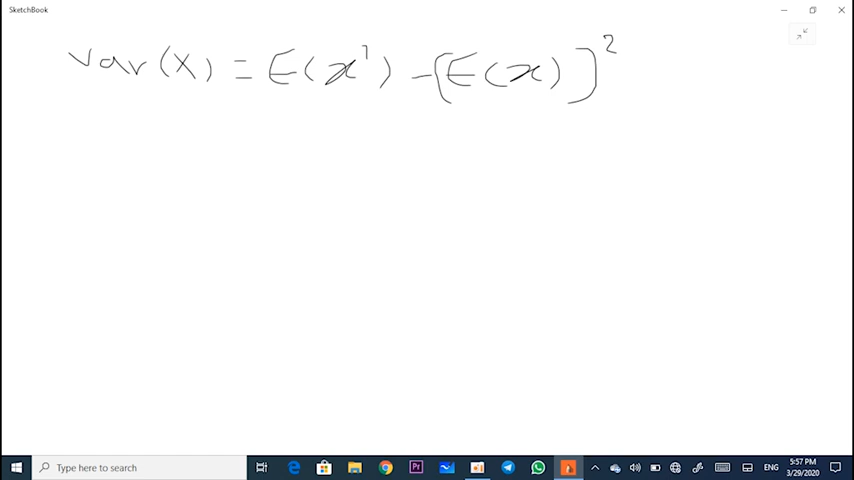 SketchBook
Var(X) = E(x²) - [E(x)]²
Type here to search
ENG
5:57 PM
3/29/2020